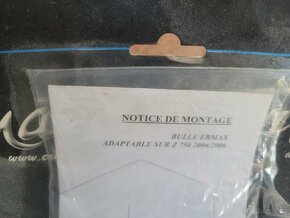 NOTICE DE MONTAGE
BULLE ERMAX
ADAPTABLE SUR Z 750 2004/2006